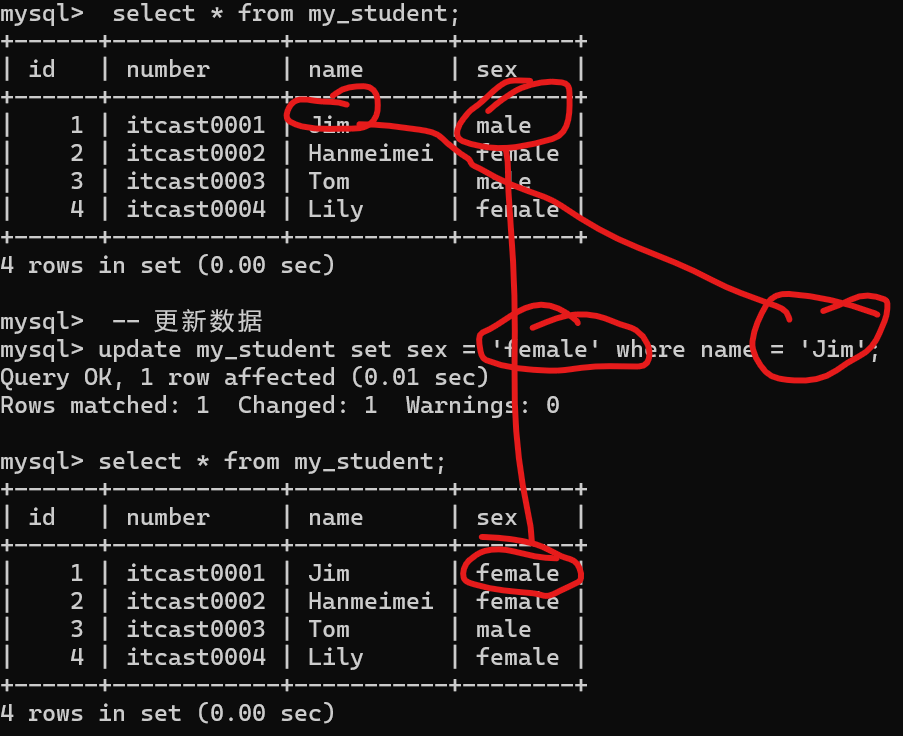 mysql>  select * from my_student;
+------+------------+-----------+--------+
| id   | number     | name      | sex    |
+------+------------+-----------+--------+
|    1 | itcast0001 | Jim       | male   |
|    2 | itcast0002 | Hanmeimei | female |
|    3 | itcast0003 | Tom       | male   |
|    4 | itcast0004 | Lily      | female |
+------+------------+-----------+--------+
4 rows in set (0.00 sec)
mysql>  -- 更新数据
mysql> update my_student set sex = 'female' where name = 'Jim';
Query OK, 1 row affected (0.01 sec)
Rows matched: 1  Changed: 1  Warnings: 0
mysql> select * from my_student;
+------+------------+-----------+--------+
| id   | number     | name      | sex    |
+------+------------+-----------+--------+
|    1 | itcast0001 | Jim       | female |
|    2 | itcast0002 | Hanmeimei | female |
|    3 | itcast0003 | Tom       | male   |
|    4 | itcast0004 | Lily      | female |
+------+------------+-----------+--------+
4 rows in set (0.00 sec)